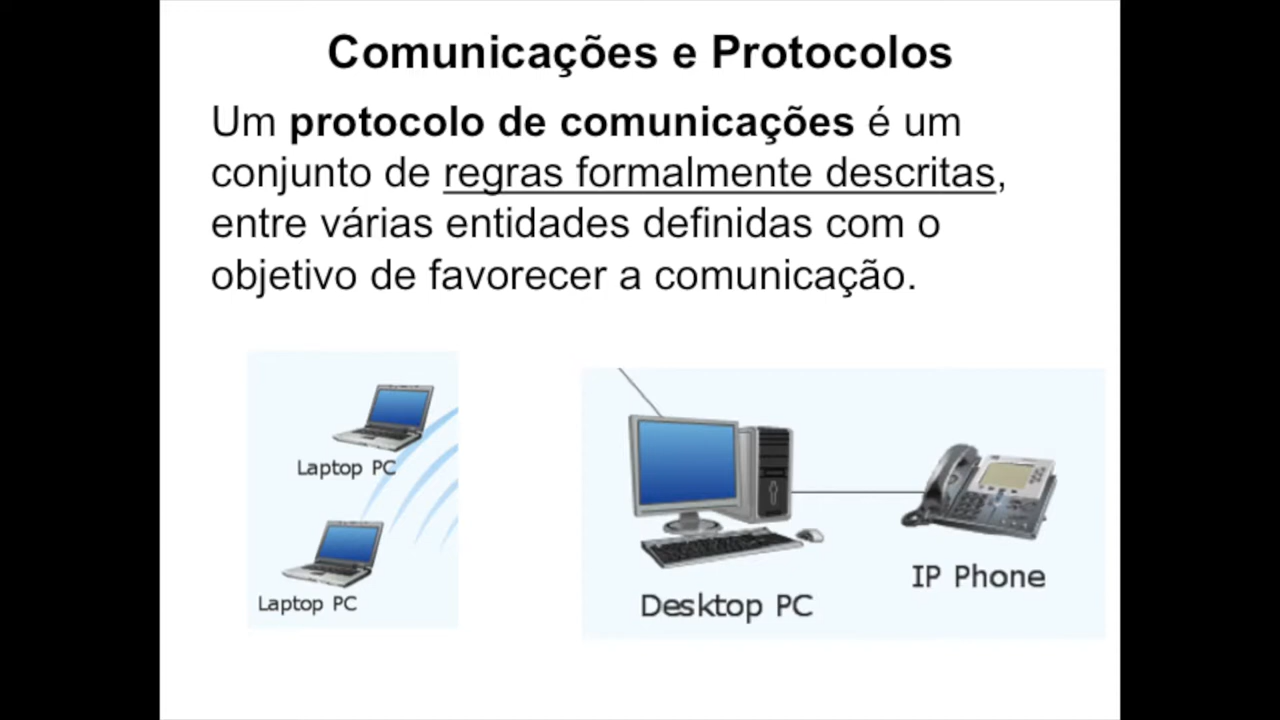 Comunicações e Protocolos
Um protocolo de comunicações é um
conjunto de regras formalmente descritas,
entre várias entidades definidas com o
objetivo de favorecer a comunicação.
Laptop PC
Laptop PC
Desktop PC
IP Phone